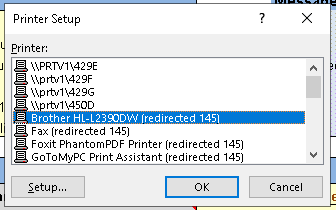 Message
Printer Setup
Printer:
\\PRTV1\429E
\\prtv1\429F
\\prtv1\429G
\\prtv1\450D
Brother HL-L2390DW (redirected 145)
Fax (redirected 145)
Foxit PhantomPDF Printer (redirected 145)
GoToMyPC Print Assistant (redirected 145)
Setup...
OK
Cancel